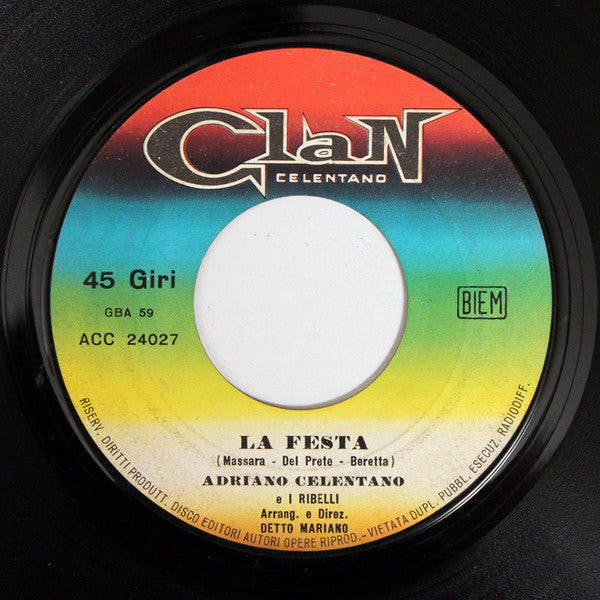 Clan
CELENTANO
45 Giri
GBA 59
ACC 24027
BIEM
LA FESTA
(Massara - Del Prete - Beretta)
ADRIANO CELENTANO
e I RIBELLI
Arrang. e Direz.
DETTO MARIANO
RISERV. DIRITTI PRODUTT. DISCO EDITORI AUTORI OPERE RIPROD.-VIETATA DUPL. PUBBL. ESECUZ. RADIODIFF.